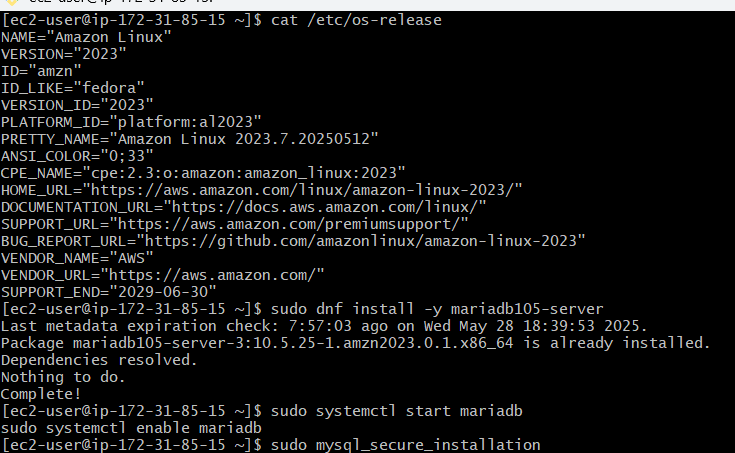 [ec2-user@ip-172-31-85-15 ~]$ cat /etc/os-release
NAME="Amazon Linux"
VERSION="2023"
ID="amzn"
ID_LIKE="fedora"
VERSION_ID="2023"
PLATFORM_ID="platform:al2023"
PRETTY_NAME="Amazon Linux 2023.7.20250512"
ANSI_COLOR="0;33"
CPE_NAME="cpe:2.3:o:amazon:amazon_linux:2023"
HOME_URL="https://aws.amazon.com/linux/amazon-linux-2023/"
DOCUMENTATION_URL="https://docs.aws.amazon.com/linux/"
SUPPORT_URL="https://aws.amazon.com/premiumsupport/"
BUG_REPORT_URL="https://github.com/amazonlinux/amazon-linux-2023"
VENDOR_NAME="AWS"
VENDOR_URL="https://aws.amazon.com/"
SUPPORT_END="2029-06-30"
[ec2-user@ip-172-31-85-15 ~]$ sudo dnf install -y mariadb105-server
Last metadata expiration check: 7:57:03 ago on Wed May 28 18:39:53 2025.
Package mariadb105-server-3:10.5.25-1.amzn2023.0.1.x86_64 is already installed.
Dependencies resolved.
Nothing to do.
Complete!
[ec2-user@ip-172-31-85-15 ~]$ sudo systemctl start mariadb
sudo systemctl enable mariadb
[ec2-user@ip-172-31-85-15 ~]$ sudo mysql_secure_installation